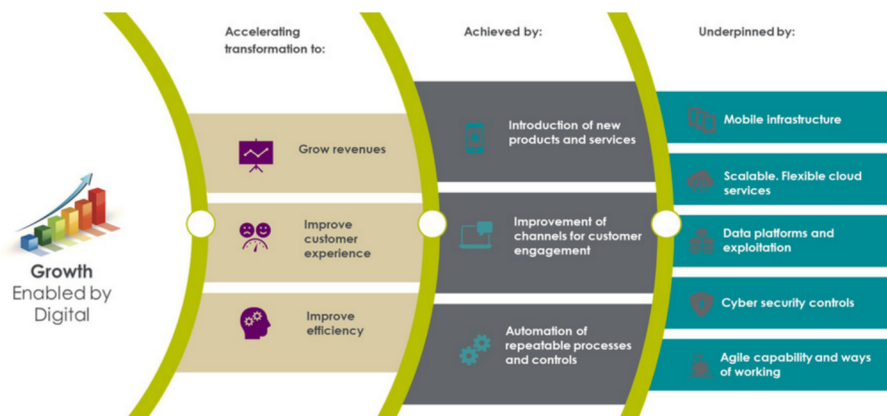 Accelerating
transformation to:
Achieved by:
Underpinned by:
Growth
Enabled by
Digital
Grow revenues
Improve
customer
experience
Improve
efficiency
Introduction of new
products and services
Improvement of
channels for customer
engagement
Automation of
repeatable processes
and controls
Mobile infrastructure
Scalable. Flexible cloud
services
Data platforms and
exploitation
Cyber security controls
Agile capability and ways
of working